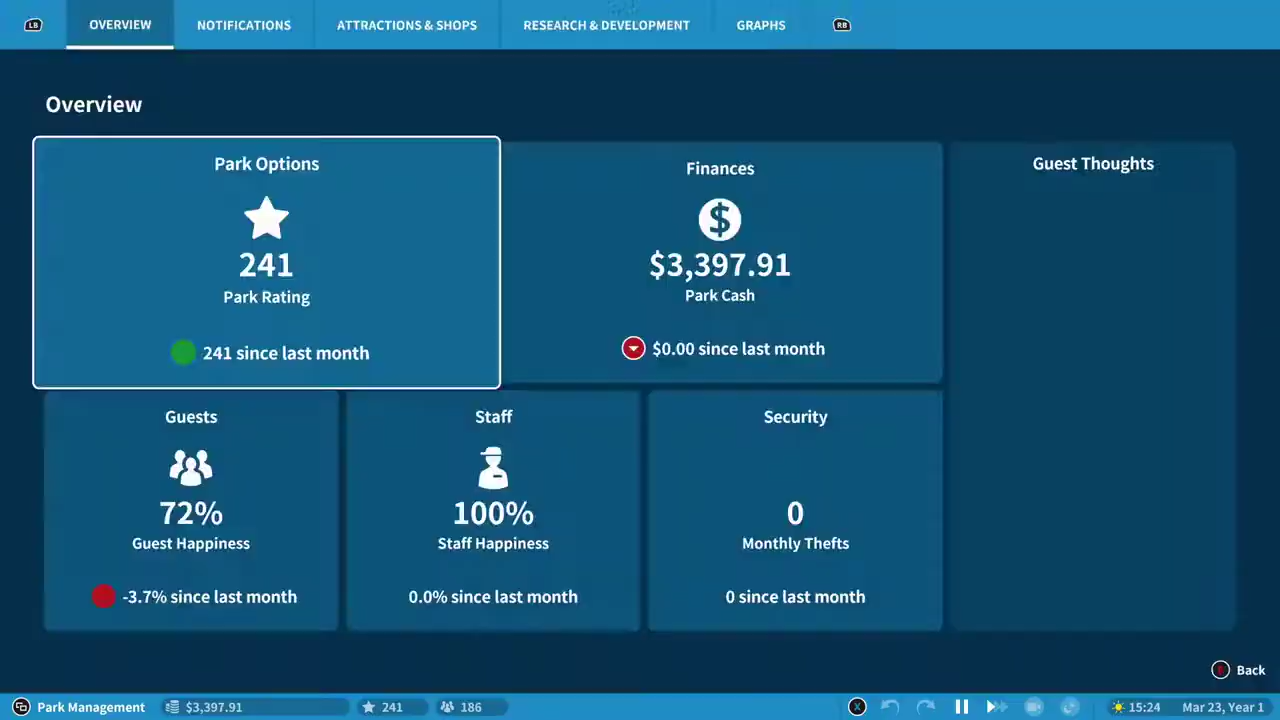 LB
OVERVIEW
NOTIFICATIONS
ATTRACTIONS & SHOPS
RESEARCH & DEVELOPMENT
GRAPHS
RB
Overview
Park Options
241
Park Rating
241 since last month
Finances
$
$3,397.91
Park Cash
$0.00 since last month
Guest Thoughts
Guests
72%
Guest Happiness
-3.7% since last month
Staff
100%
Staff Happiness
0.0% since last month
Security
0
Monthly Thefts
0 since last month
Back
Park Management
$3,397.91
241
186
X
15:24
Mar 23, Year 1